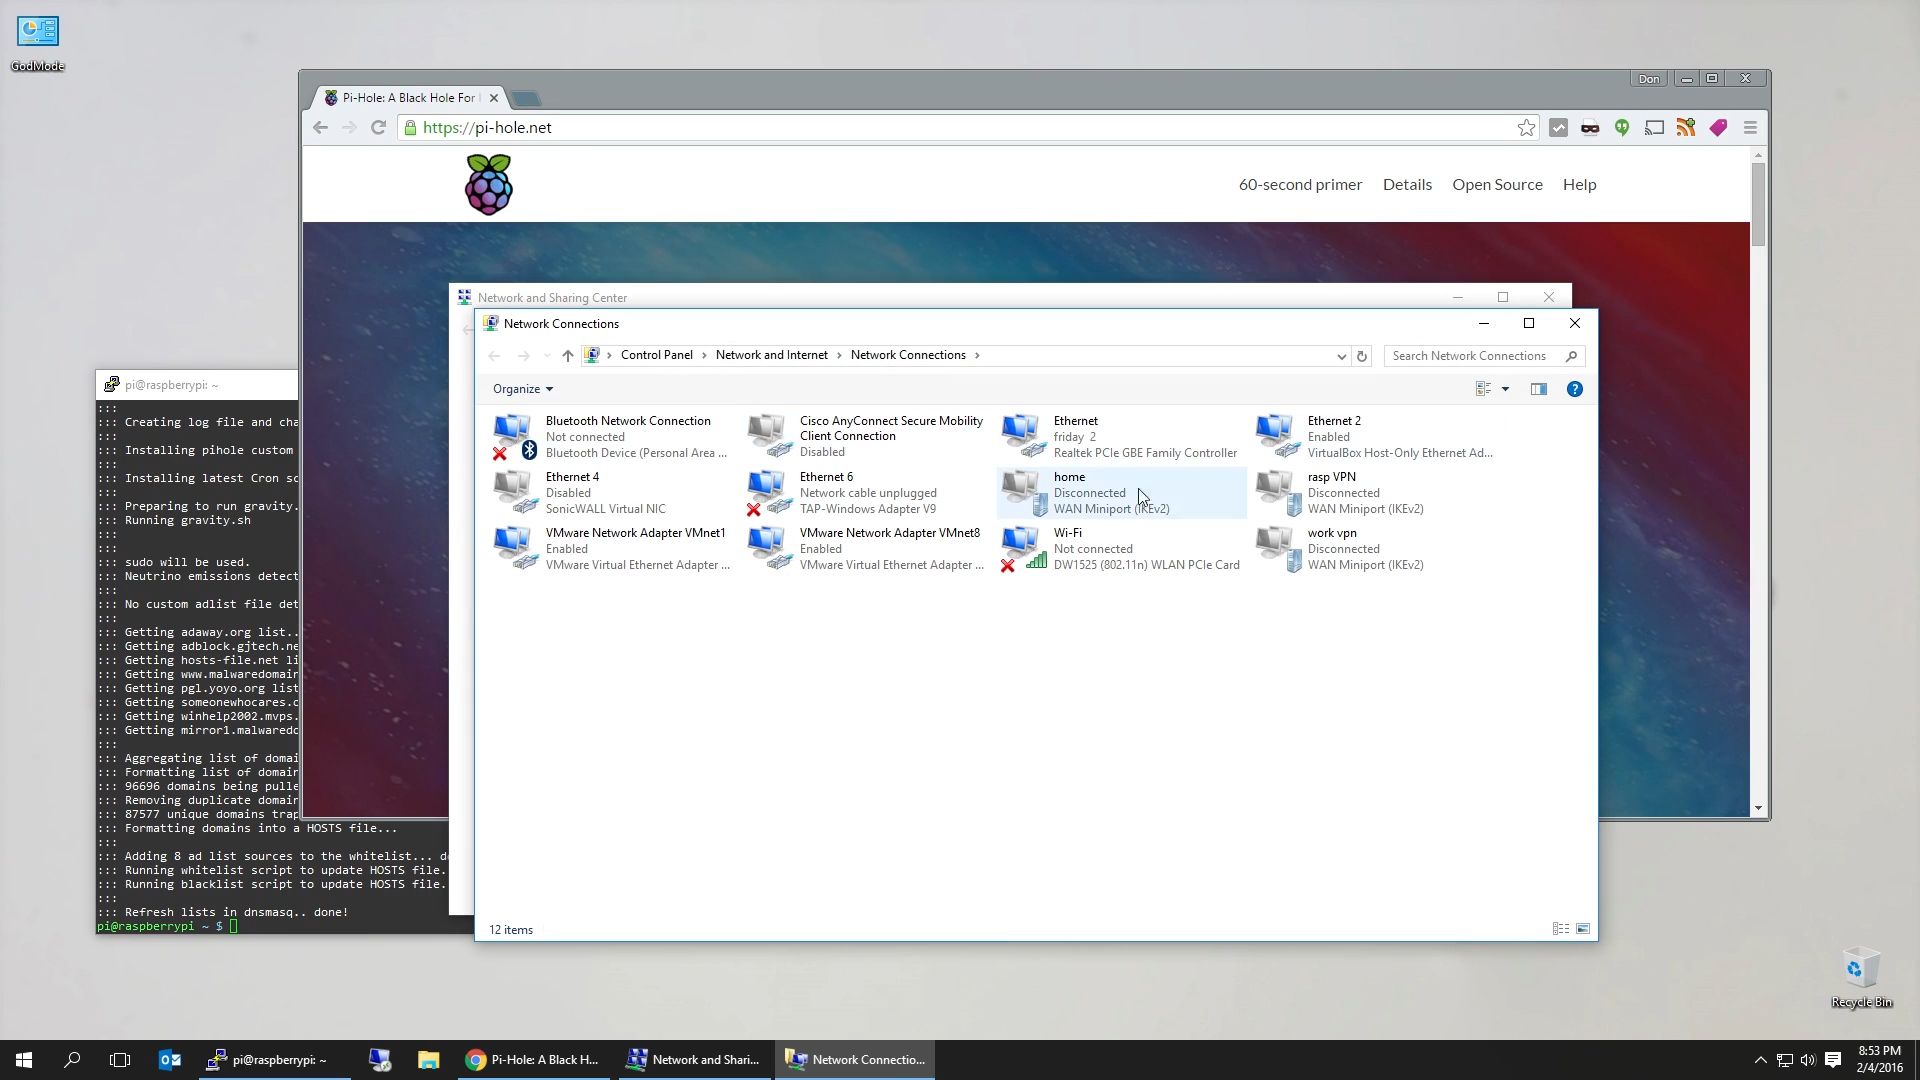 GodMode
Don
Pi-Hole: A Black Hole For
https://pi-hole.net
60-second primer Details Open Source Help
Network and Sharing Center
Network Connections
Control Panel Network and Internet Network Connections
Search Network Connections
Organize
Bluetooth Network Connection
Not connected
Bluetooth Device (Personal Area ...
Cisco AnyConnect Secure Mobility
Client Connection
Disabled
Ethernet
friday 2
Realtek PCIe GBE Family Controller
Ethernet 2
Enabled
VirtualBox Host-Only Ethernet Ad...
Ethernet 4
Disabled
SonicWALL Virtual NIC
Ethernet 6
Network cable unplugged
TAP-Windows Adapter V9
home
Disconnected
WAN Miniport (IKEv2)
rasp VPN
Disconnected
WAN Miniport (IKEv2)
VMware Network Adapter VMnet1
Enabled
VMware Virtual Ethernet Adapter ...
VMware Network Adapter VMnet8
Enabled
VMware Virtual Ethernet Adapter ...
Wi-Fi
Not connected
DW1525 (802.11n) WLAN PCIe Card
work vpn
Disconnected
WAN Miniport (IKEv2)
12 items
pi@raspberrypi: ~
:::
::: Creating log file and cha
:::
::: Installing pihole custom
:::
::: Installing latest Cron sc
:::
::: Preparing to run gravity.
::: Running gravity.sh
:::
:::
::: sudo will be used.
::: Neutrino emissions detect
:::
::: No custom adlist file det
:::
::: Getting adaway.org list..
::: Getting adblock.gjtech.ne
::: Getting hosts-file.net li
::: Getting www.malwaredomain
::: Getting pgl.yoyo.org list
::: Getting someonewhocares.o
::: Getting winhelp2002.mvps.
::: Getting mirror1.malwaredo
:::
::: Aggregating list of domai
::: Formatting list of domain
::: 96696 domains being pulle
::: Removing duplicate domain
::: 87577 unique domains trap
::: Formatting domains into a HOSTS file...
:::
::: Adding 8 ad list sources to the whitelist... do
::: Running whitelist script to update HOSTS file.
::: Running blacklist script to update HOSTS file.
:::
::: Refresh lists in dnsmasq.. done!
pi@raspberrypi ~ $
Recycle Bin
pi@raspberrypi: ~
Pi-Hole: A Black H...
Network and Shari...
Network Connectio...
8:53 PM
2/4/2016